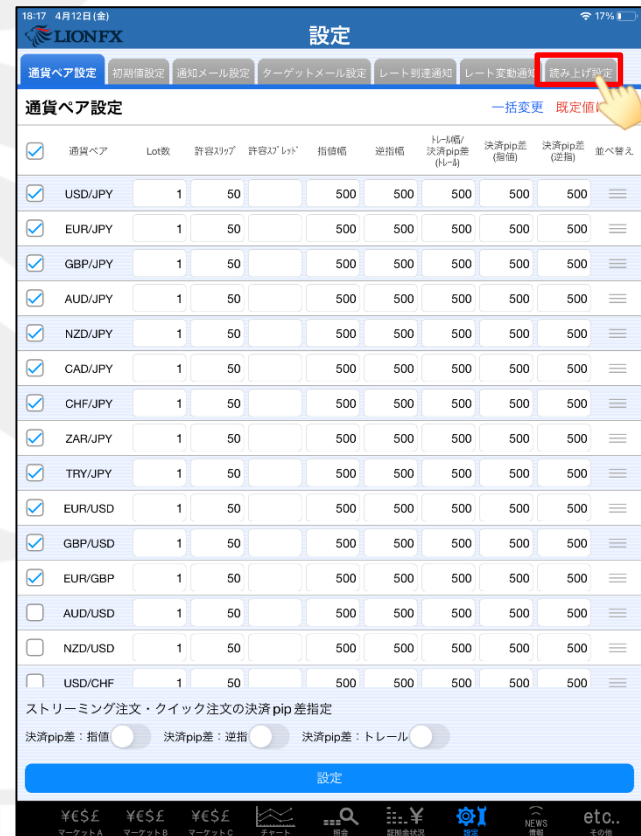 18:17 4月12日(金) 17%
LION FX 設定
通貨ペア設定 初期値設定 通知メール設定 ターゲットメール設定 レート到達通知 レート変動通知 読み上げ設定
通貨ペア設定 一括変更 既定値に
通貨ペア Lot数 許容スリップ 許容スプレッド 指値幅 逆指幅 トレール幅/決済pip差(トレール) 決済pip差(指値) 決済pip差(逆指) 並べ替え
USD/JPY 1 50 500 500 500 500 500
EUR/JPY 1 50 500 500 500 500 500
GBP/JPY 1 50 500 500 500 500 500
AUD/JPY 1 50 500 500 500 500 500
NZD/JPY 1 50 500 500 500 500 500
CAD/JPY 1 50 500 500 500 500 500
CHF/JPY 1 50 500 500 500 500 500
ZAR/JPY 1 50 500 500 500 500 500
TRY/JPY 1 50 500 500 500 500 500
EUR/USD 1 50 500 500 500 500 500
GBP/USD 1 50 500 500 500 500 500
EUR/GBP 1 50 500 500 500 500 500
AUD/USD 1 50 500 500 500 500 500
NZD/USD 1 50 500 500 500 500 500
USD/CHF 1 50 500 500 500 500 500
ストリーミング注文・クイック注文の決済pip差指定
決済pip差:指値 決済pip差:逆指 決済pip差:トレール
設定
¥€$£ ¥€$£ ¥€$£ ¥ etc..
マーケットA マーケットB マーケットC チャート 照会 証拠金状況 設定 NEWS 情報 その他